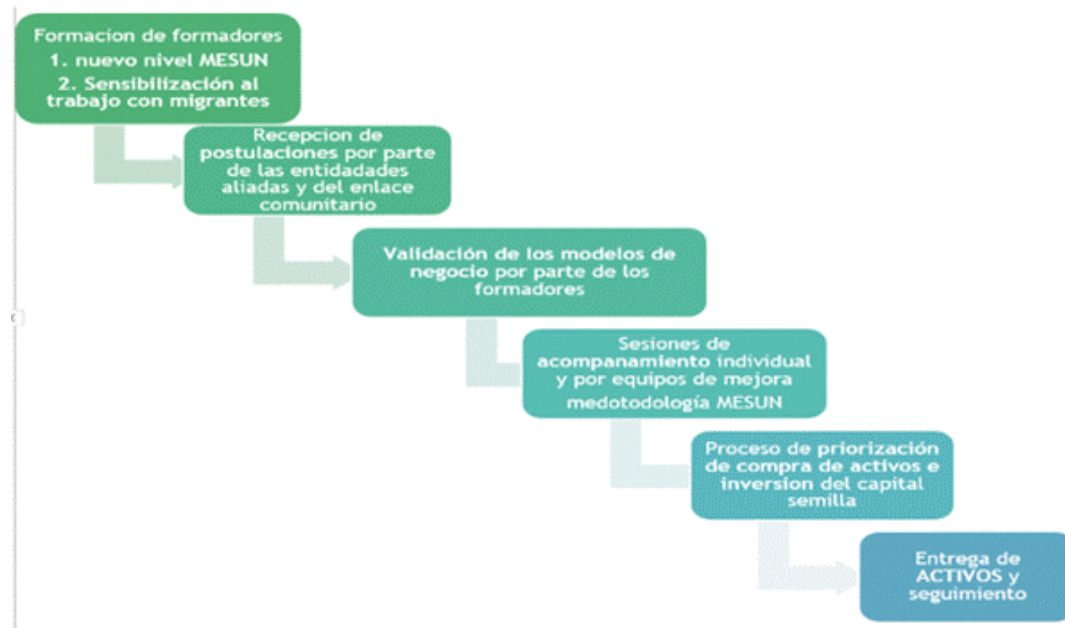 Formacion de formadores
1. nuevo nivel MESUN
2. Sensibilización al
trabajo con migrantes
Recepcion de
postulaciones por parte
de las entidadades
aliadas y del enlace
comunitario
Validación de los modelos de
negocio por parte de los
formadores
Sesiones de
acompanamiento individual
y por equipos de mejora
medotodología MESUN
Proceso de priorización
de compra de activos e
inversion del capital
semilla
Entrega de
ACTIVOS y
seguimiento